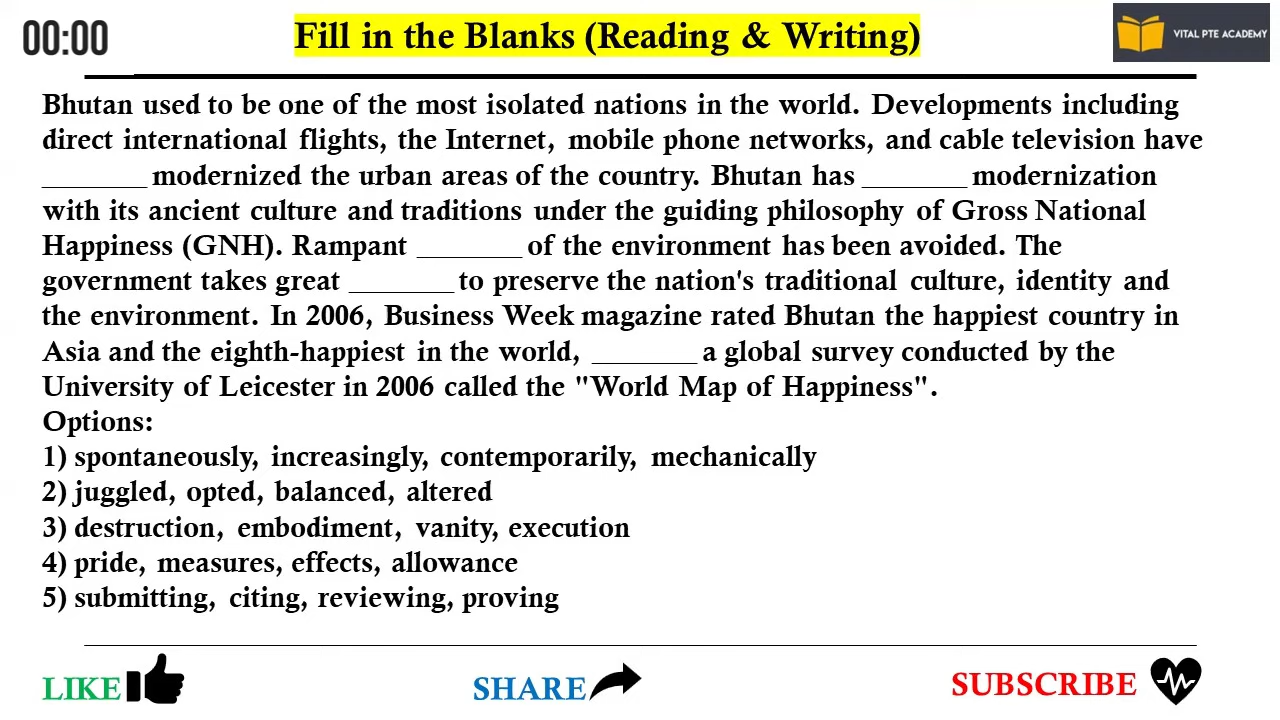 00:00
Fill in the Blanks (Reading & Writing)
VITAL PTE ACADEMY
Bhutan used to be one of the most isolated nations in the world. Developments including
direct international flights, the Internet, mobile phone networks, and cable television have
_______ modernized the urban areas of the country. Bhutan has _______ modernization
with its ancient culture and traditions under the guiding philosophy of Gross National
Happiness (GNH). Rampant _______ of the environment has been avoided. The
government takes great _______ to preserve the nation's traditional culture, identity and
the environment. In 2006, Business Week magazine rated Bhutan the happiest country in
Asia and the eighth-happiest in the world, _______ a global survey conducted by the
University of Leicester in 2006 called the "World Map of Happiness".
Options:
1) spontaneously, increasingly, contemporarily, mechanically
2) juggled, opted, balanced, altered
3) destruction, embodiment, vanity, execution
4) pride, measures, effects, allowance
5) submitting, citing, reviewing, proving
LIKE
SHARE
SUBSCRIBE